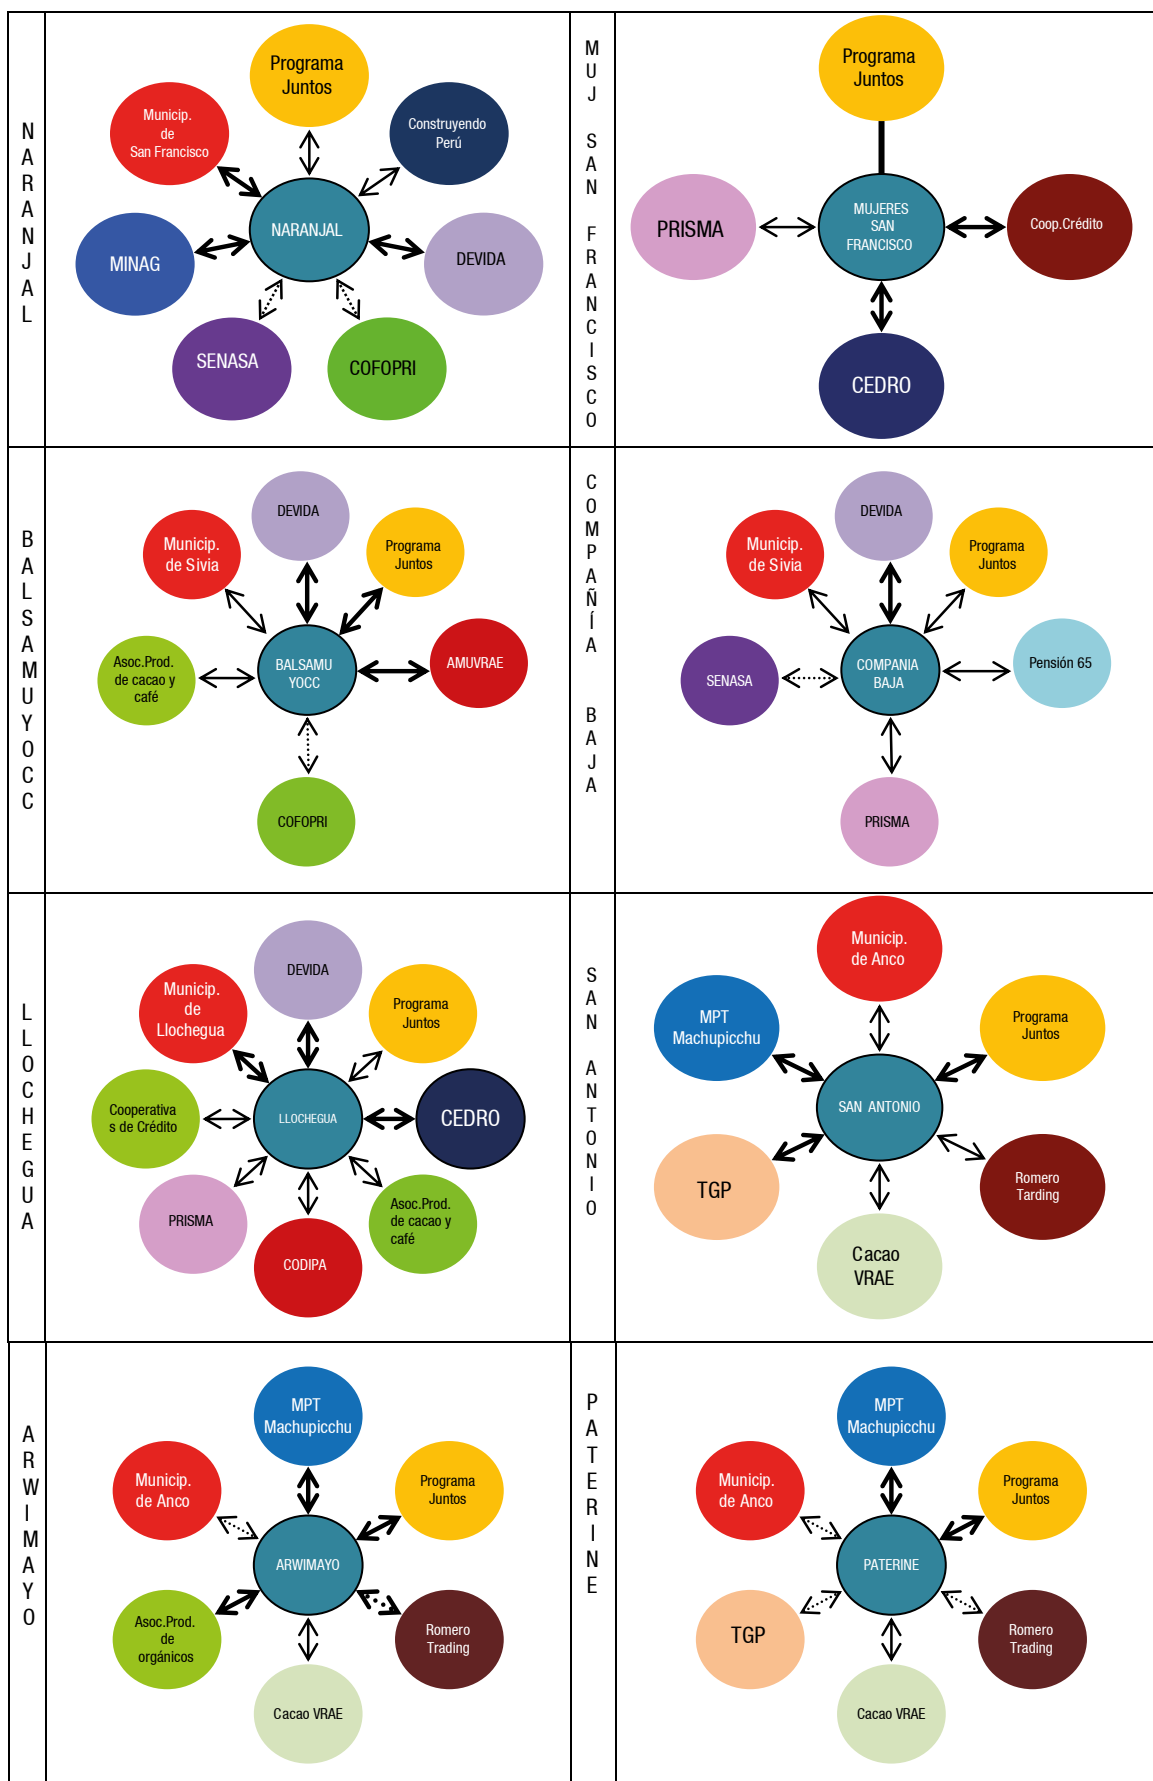 NARANJAL
Programa
Juntos
Municip.
de
San Francisco
Construyendo
Perú
NARANJAL
MINAG
DEVIDA
SENASA
COFOPRI
MUJ SAN FRANCISCO
Programa
Juntos
PRISMA
MUJERES
SAN
FRANCISCO
Coop.Crédito
CEDRO
BALSAMUYOCC
DEVIDA
Municip.
de Sivia
Programa
Juntos
Asoc.Prod.
de cacao y
café
BALSAMU
YOCC
AMUVRAE
COFOPRI
COMPAÑÍA BAJA
DEVIDA
Municip.
de Sivia
Programa
Juntos
SENASA
COMPANIA
BAJA
Pensión 65
PRISMA
LLOCHEGUA
DEVIDA
Municip.
de
Llochegua
Programa
Juntos
Cooperativa
s de Crédito
LLOCHEGUA
CEDRO
PRISMA
Asoc.Prod.
de cacao y
café
CODIPA
SAN ANTONIO
Municip.
de Anco
MPT
Machupicchu
Programa
Juntos
SAN ANTONIO
TGP
Romero
Tarding
Cacao
VRAE
ARWIMAYO
MPT
Machupicchu
Municip.
de Anco
Programa
Juntos
ARWIMAYO
Asoc.Prod.
de
orgánicos
Romero
Trading
Cacao VRAE
PATERINE
MPT
Machupicchu
Municip.
de Anco
Programa
Juntos
PATERINE
TGP
Romero
Trading
Cacao VRAE